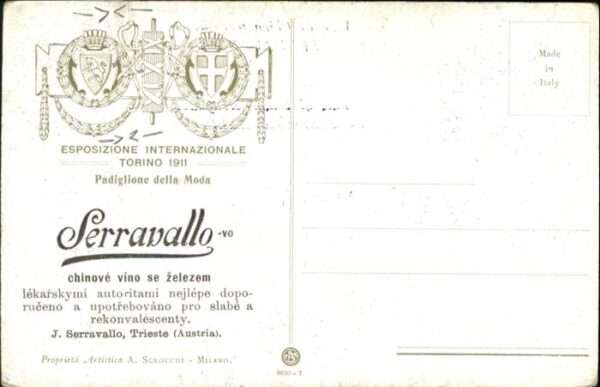 ESPOSIZIONE INTERNAZIONALE
TORINO 1911
Padiglione della Moda
Serravallo-vo
chinové víno se železem
lékařskymi autoritami nejlépe dopo-
ručeno a upotřebováno pro slabé a
rekonvalescenty.
J. Serravallo, Trieste (Austria).
Proprietà Artistica A. SCROCCHI - MILANO.
Made
in
Italy